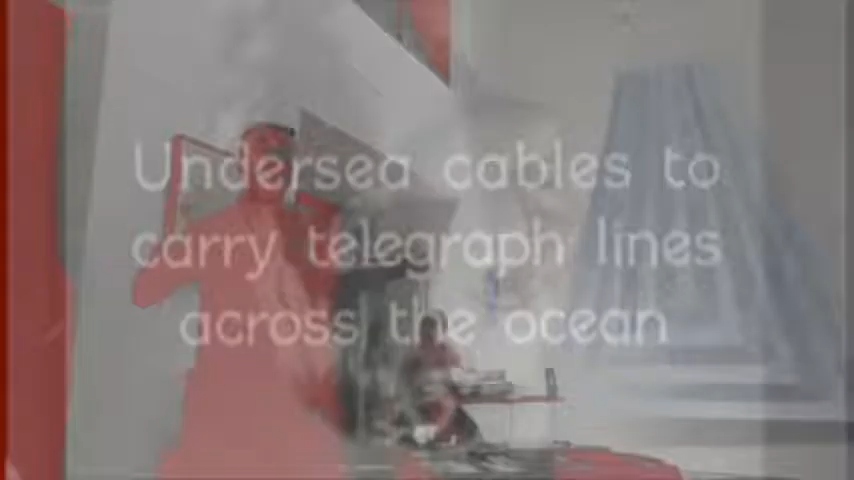 Undersea cables to
carry telegraph lines
across the ocean